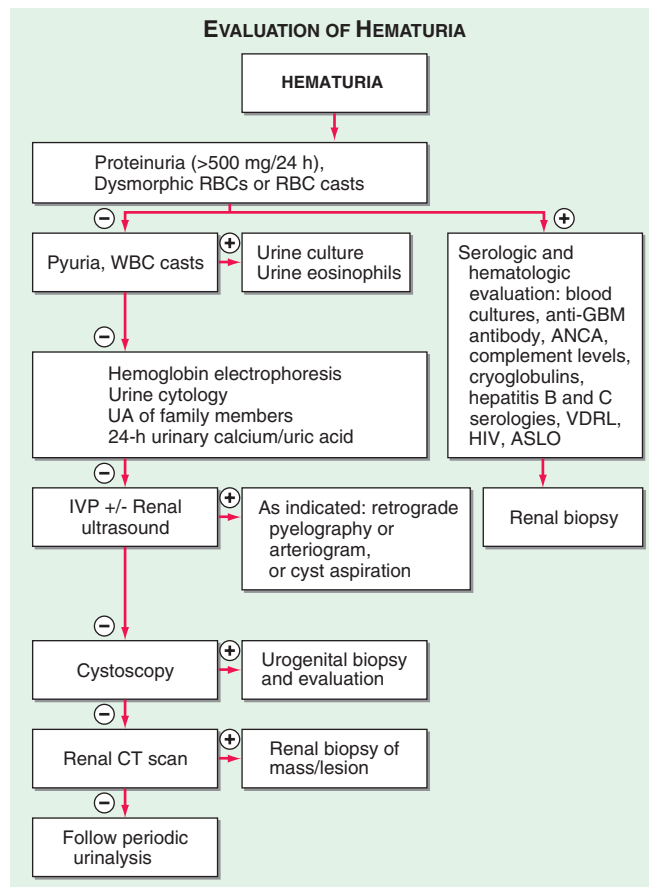 EVALUATION OF HEMATURIA
HEMATURIA
Proteinuria (>500 mg/24 h),
Dysmorphic RBCs or RBC casts
−
+
Pyuria, WBC casts
+
Urine culture
Urine eosinophils
Serologic and
hematologic
evaluation: blood
cultures, anti-GBM
antibody, ANCA,
complement levels,
cryoglobulins,
hepatitis B and C
serologies, VDRL,
HIV, ASLO
−
Hemoglobin electrophoresis
Urine cytology
UA of family members
24-h urinary calcium/uric acid
−
IVP +/- Renal
ultrasound
+
As indicated: retrograde
pyelography or
arteriogram,
or cyst aspiration
Renal biopsy
−
Cystoscopy
+
Urogenital biopsy
and evaluation
−
Renal CT scan
+
Renal biopsy of
mass/lesion
−
Follow periodic
urinalysis